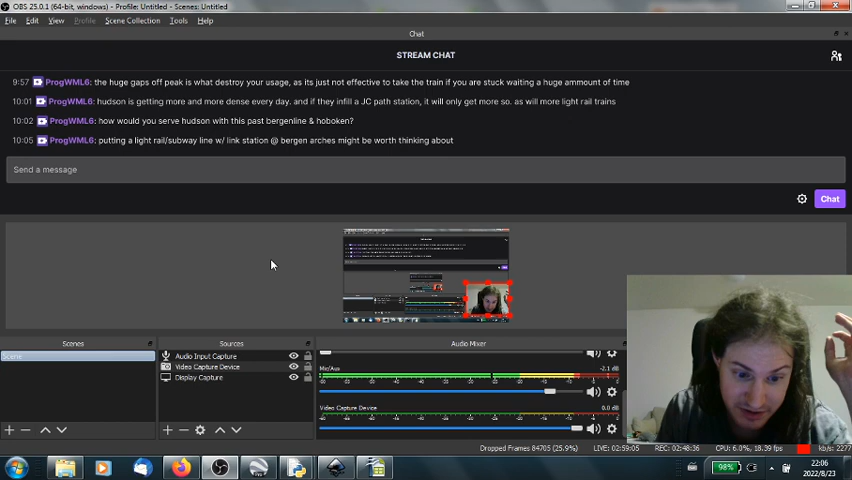 OBS 25.0.1 (64-bit, windows) - Profile: Untitled - Scenes: Untitled
File Edit View Profile Scene Collection Tools Help
Chat
STREAM CHAT
9:57 ProgWML6: the huge gaps off peak is what destroy your usage, as its just not effective to take the train if you are stuck waiting a huge ammount of time
10:01 ProgWML6: hudson is getting more and more dense every day. and if they infill a JC path station, it will only get more so. as will more light rail trains
10:02 ProgWML6: how would you serve hudson with this past bergenline & hoboken?
10:05 ProgWML6: putting a light rail/subway line w/ link station @ bergen arches might be worth thinking about
Send a message
Chat
Scenes
Sources
Audio Mixer
Scene
Audio Input Capture
Video Capture Device
Display Capture
Mic/Aux
-2.1 dB
Video Capture Device
0.0 dB
Dropped Frames 84705 (25.9%) LIVE: 02:59:05 REC: 02:48:36 CPU: 6.0%, 18.39 fps kb/s: 2277
98%
22:06
2022/8/23